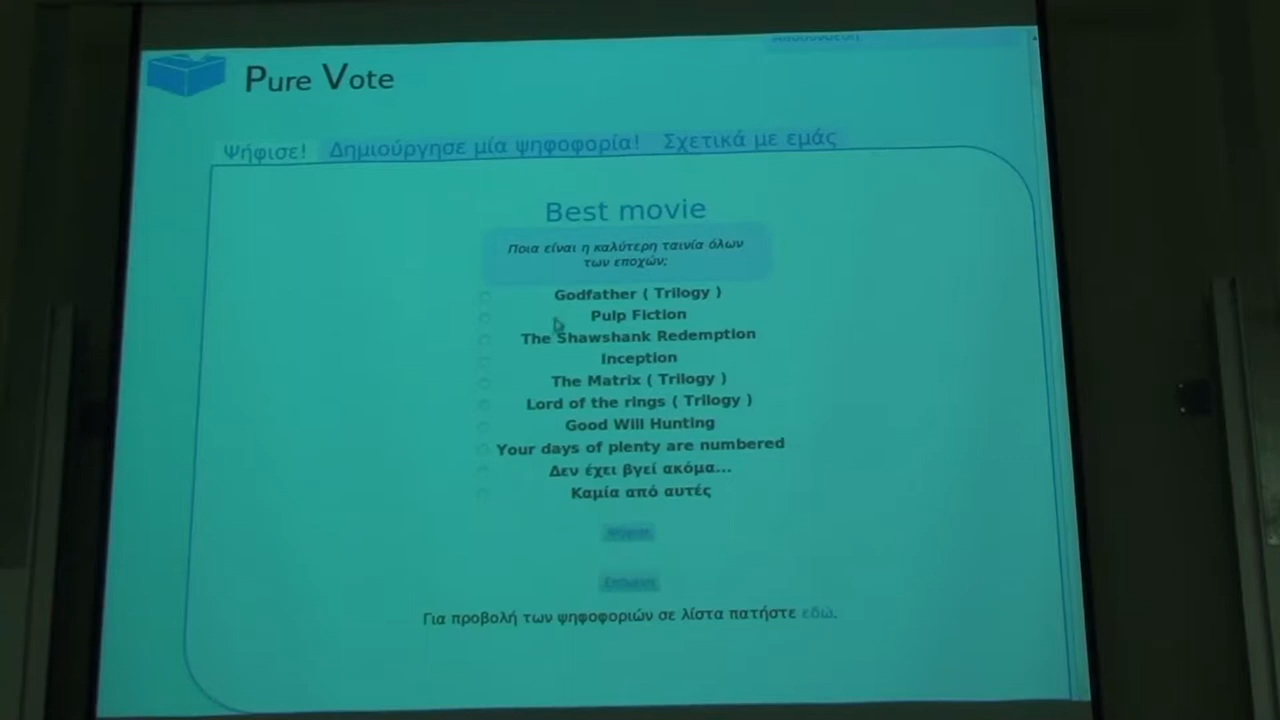 Pure Vote
Ψήφισε! Δημιούργησε μία ψηφοφορία! Σχετικά με εμάς
Best movie
Ποια είναι η καλύτερη ταινία όλων
των εποχών;
Godfather ( Trilogy )
Pulp Fiction
The Shawshank Redemption
Inception
The Matrix ( Trilogy )
Lord of the rings ( Trilogy )
Good Will Hunting
Your days of plenty are numbered
Δεν έχει βγεί ακόμα...
Καμία από αυτές
Για προβολή των ψηφοφοριών σε λίστα πατήστε εδώ.